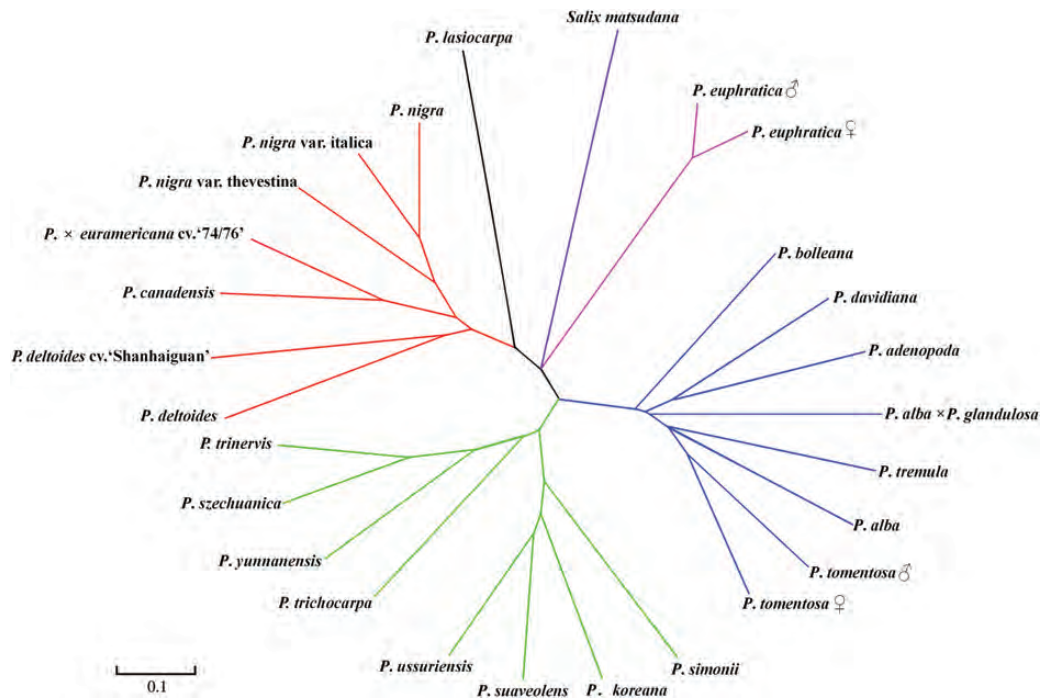 Salix matsudana
P. lasiocarpa
P. euphratica ♂
P. nigra
P. euphratica ♀
P. nigra var. italica
P. nigra var. thevestina
P. × euramericana cv.‘74/76’
P. bolleana
P. canadensis
P. davidiana
P. adenopoda
P. deltoides cv.‘Shanhaiguan’
P. deltoides
P. alba × P. glandulosa
P. trinervis
P. tremula
P. szechuanica
P. alba
P. yunnanensis
P. tomentosa ♂
P. trichocarpa
P. tomentosa ♀
P. ussuriensis
P. simonii
P. suaveolens
P. koreana
0.1